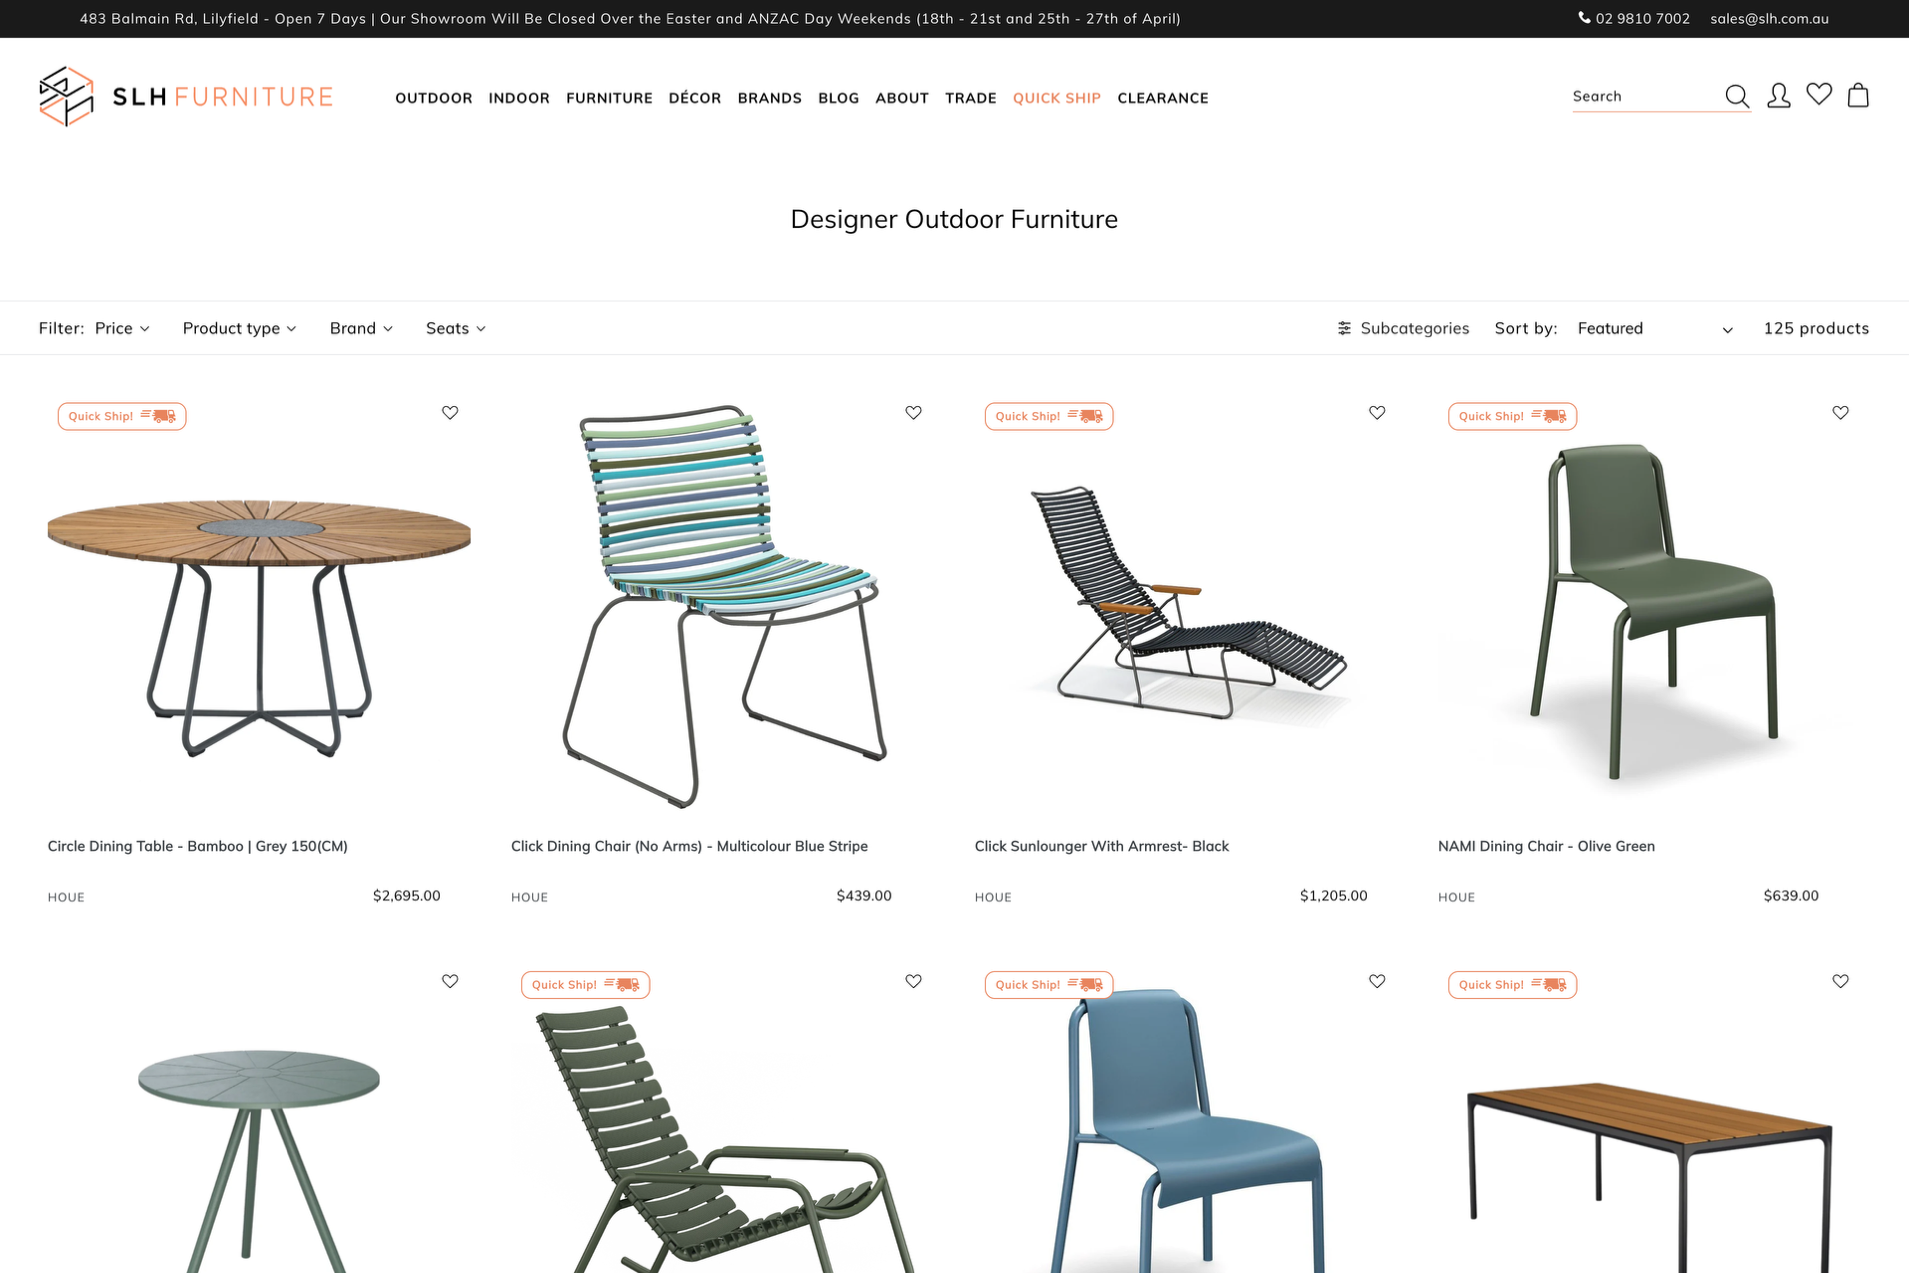 483 Balmain Rd, Lilyfield - Open 7 Days | Our Showroom Will Be Closed Over the Easter and ANZAC Day Weekends (18th - 21st and 25th - 27th of April)
02 9810 7002 sales@slh.com.au
SLH FURNITURE
OUTDOOR INDOOR FURNITURE DÉCOR BRANDS BLOG ABOUT TRADE QUICK SHIP CLEARANCE
Search
Designer Outdoor Furniture
Filter: Price Product type Brand Seats
Subcategories Sort by: Featured 125 products
Quick Ship!
Quick Ship!
Quick Ship!
Circle Dining Table - Bamboo | Grey 150(CM)
HOUE $2,695.00
Click Dining Chair (No Arms) - Multicolour Blue Stripe
HOUE $439.00
Click Sunlounger With Armrest- Black
HOUE $1,205.00
NAMI Dining Chair - Olive Green
HOUE $639.00
Quick Ship!
Quick Ship!
Quick Ship!